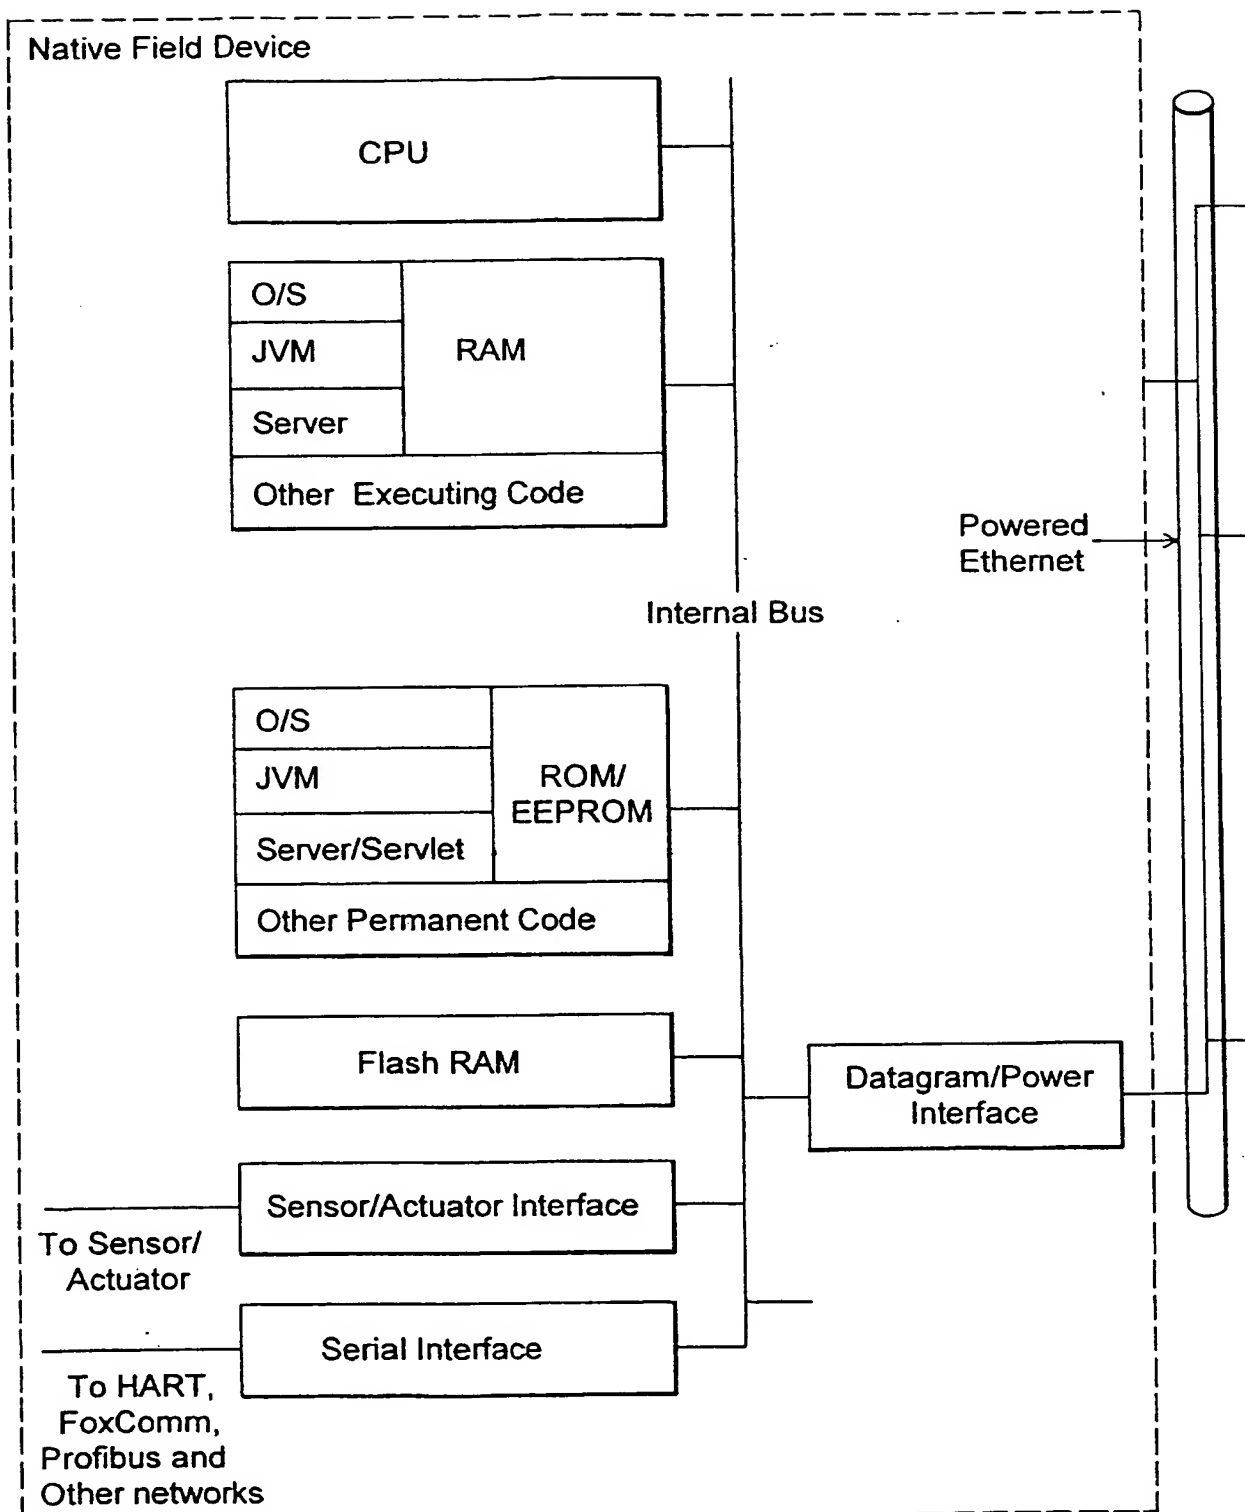 Native Field Device
CPU
O/S
JVM
RAM
Server
Other Executing Code
Powered
Ethernet
Internal Bus
O/S
JVM
ROM/
EEPROM
Server/Servlet
Other Permanent Code
Flash RAM
Datagram/Power
Interface
Sensor/Actuator Interface
To Sensor/
Actuator
Serial Interface
To HART,
FoxComm,
Profibus and
Other networks